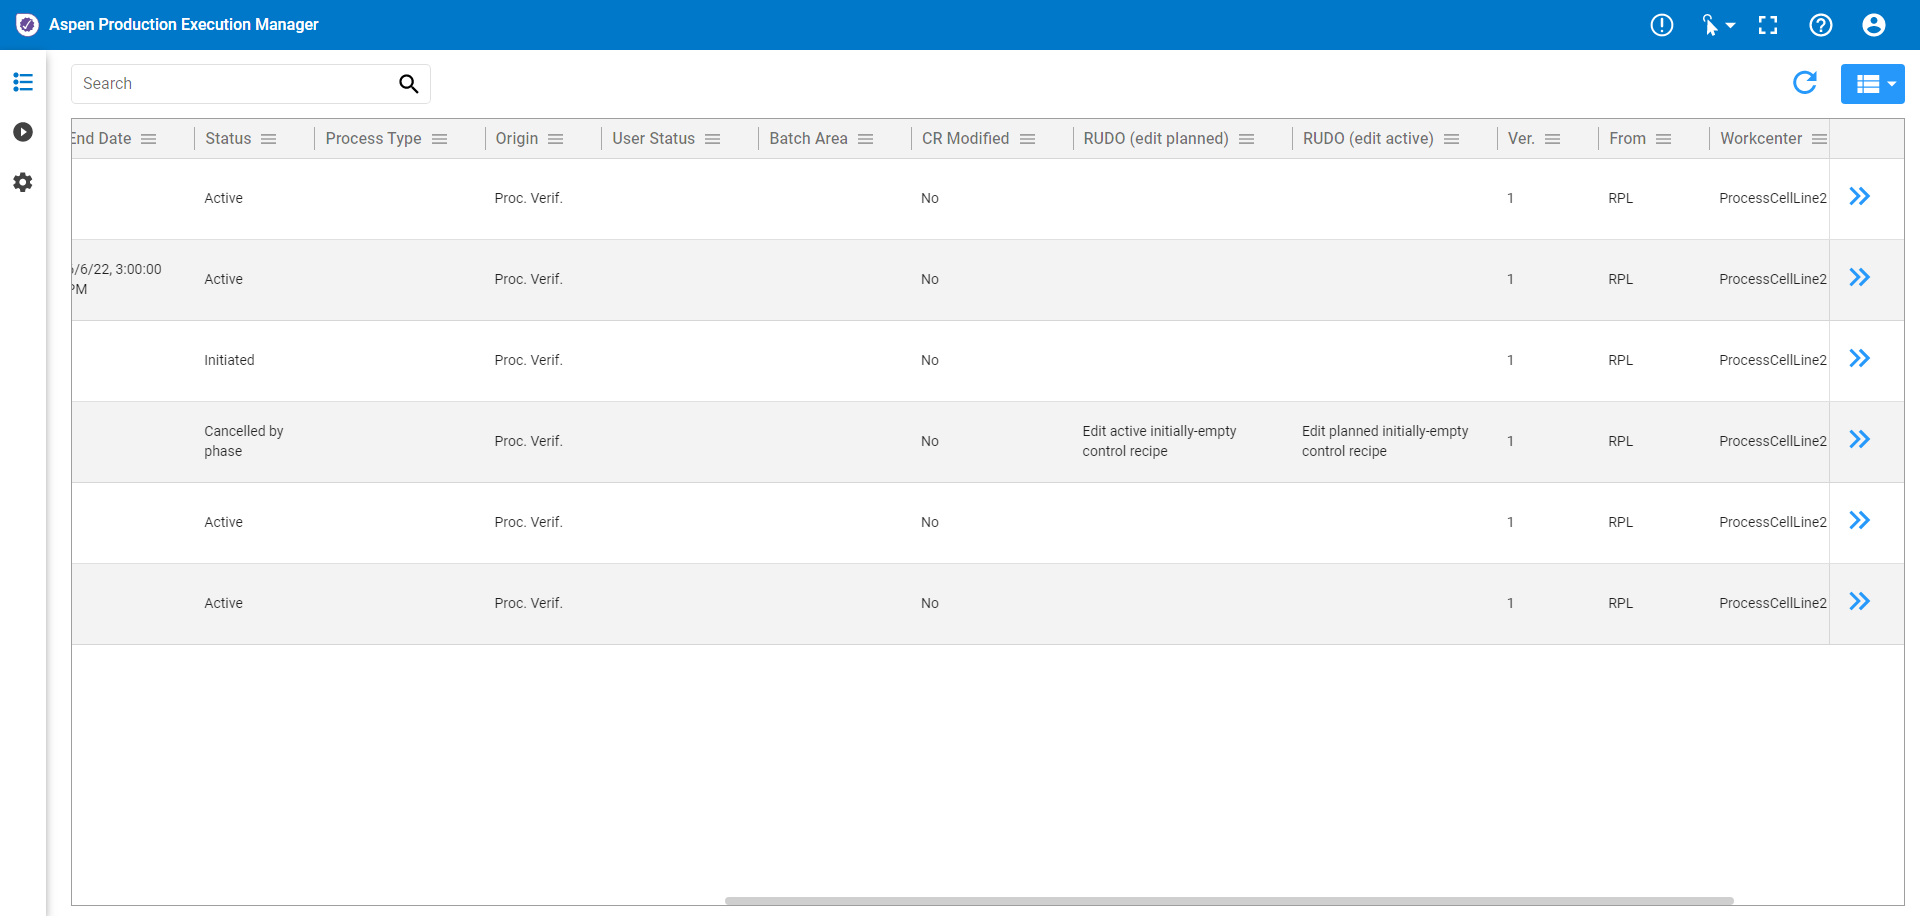 Aspen Production Execution Manager
Search
End Date Status Process Type Origin User Status Batch Area CR Modified RUDO (edit planned) RUDO (edit active) Ver. From Workcenter
Active Proc. Verif. No 1 RPL ProcessCellLine2
6/6/22, 3:00:00
PM
Active Proc. Verif. No 1 RPL ProcessCellLine2
Initiated Proc. Verif. No 1 RPL ProcessCellLine2
Cancelled by
phase
Proc. Verif. No
Edit active initially-empty
control recipe
Edit planned initially-empty
control recipe
1 RPL ProcessCellLine2
Active Proc. Verif. No 1 RPL ProcessCellLine2
Active Proc. Verif. No 1 RPL ProcessCellLine2